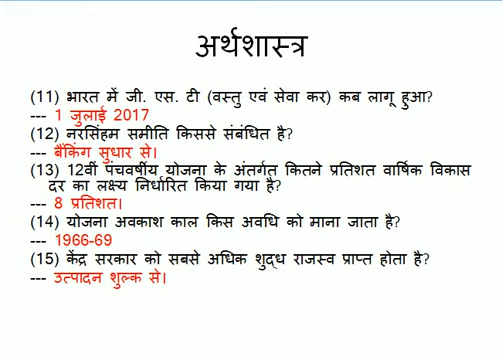 अर्थशास्त्र
(11) भारत में जी. एस. टी (वस्तु एवं सेवा कर) कब लागू हुआ?
--- 1 जुलाई 2017
(12) नरसिंहम समीति किससे संबंधित है?
--- बैंकिंग सुधार से।
(13) 12वीं पंचवर्षीय योजना के अंतर्गत कितने प्रतिशत वार्षिक विकास
दर का लक्ष्य निर्धारित किया गया है?
--- 8 प्रतिशत।
(14) योजना अवकाश काल किस अवधि को माना जाता है?
--- 1966-69
(15) केंद्र सरकार को सबसे अधिक शुद्ध राजस्व प्राप्त होता है?
--- उत्पादन शुल्क से।